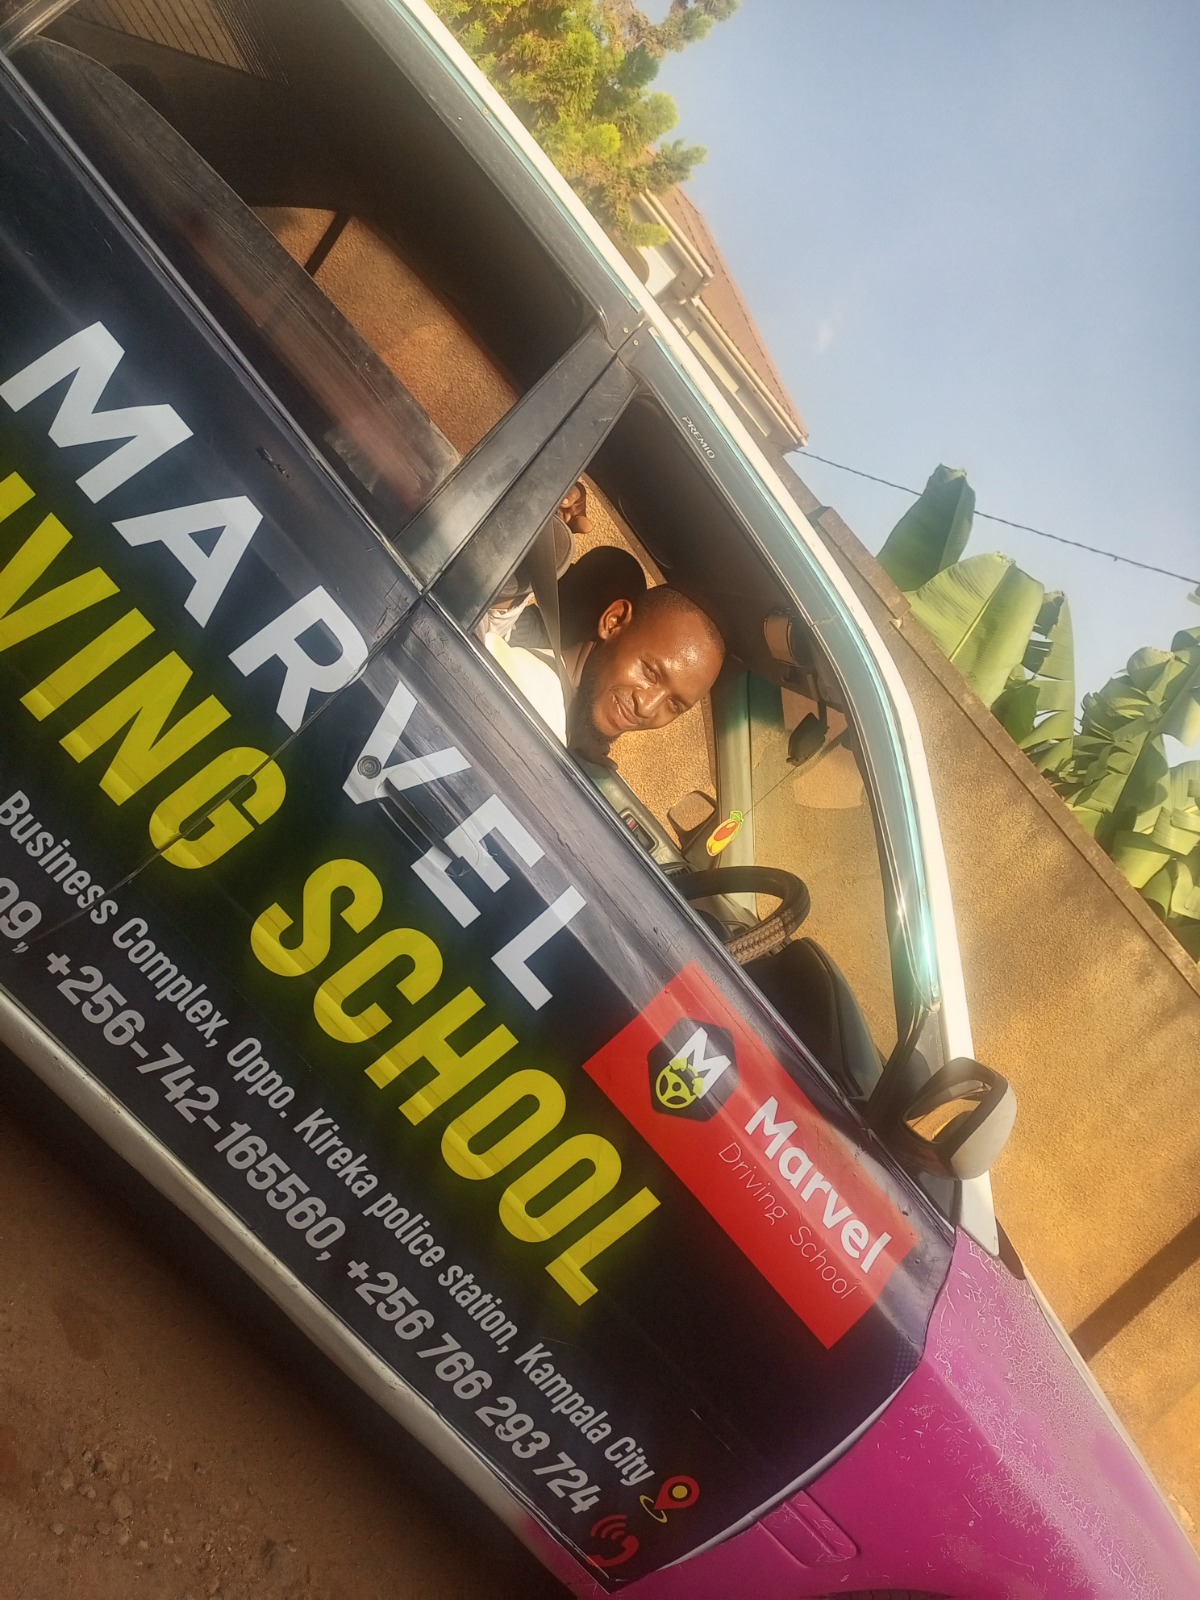 MARVEL
VING SCHOOL
Business Complex, Oppo. Kireka police station, Kampala City
99, +256-742-165560, +256 766 293 724
M
Marvel
Driving School
PREMIO